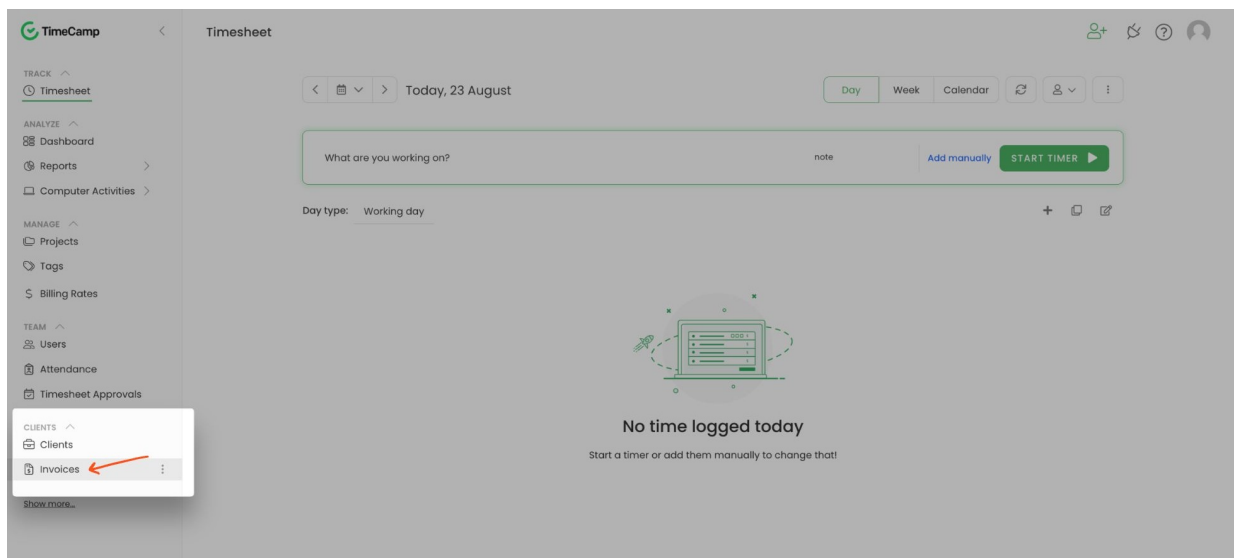 TimeCamp
Timesheet
TRACK
Timesheet
Today, 23 August
Day Week Calendar
ANALYZE
Dashboard
Reports
Computer Activities
What are you working on? note Add manually START TIMER
Day type: Working day
MANAGE
Projects
Tags
$ Billing Rates
TEAM
Users
Attendance
Timesheet Approvals
CLIENTS
Clients
Invoices
Show more...
No time logged today
Start a timer or add them manually to change that!